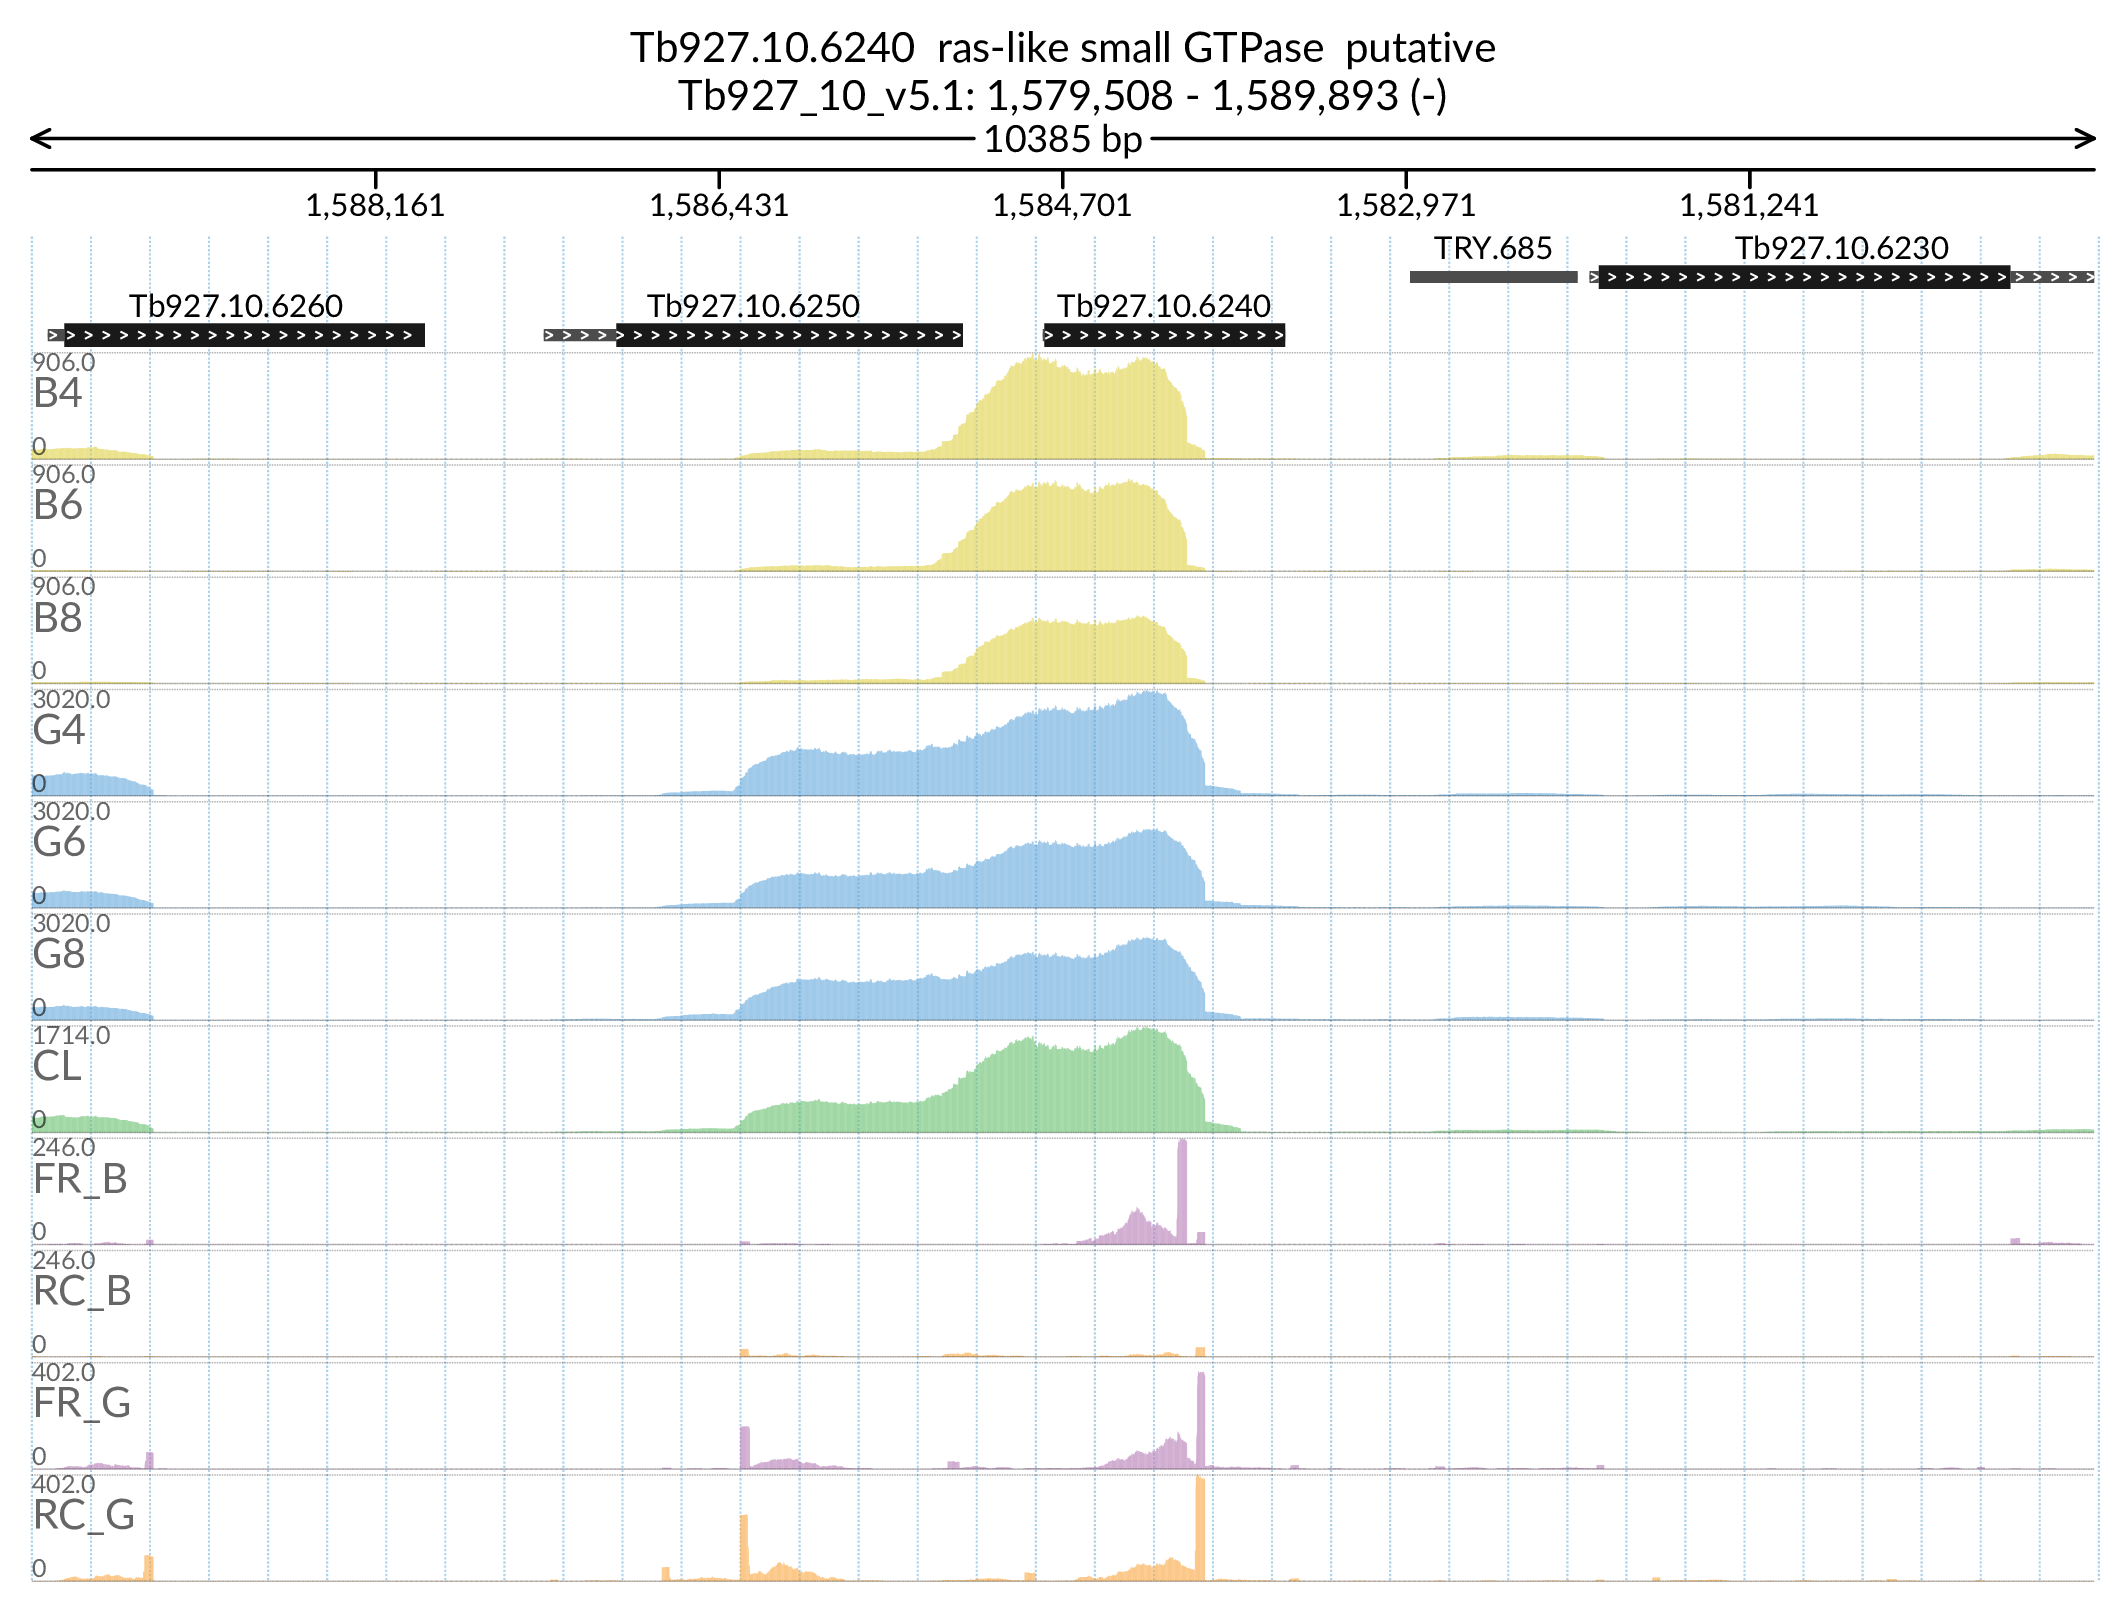 Tb927.10.6240  ras-like small GTPase  putative
Tb927_10_v5.1: 1,579,508 - 1,589,893 (-)
10385 bp
1,588,161 1,586,431 1,584,701 1,582,971 1,581,241
TRY.685 Tb927.10.6230
Tb927.10.6260 Tb927.10.6250 Tb927.10.6240
906.0
B4
0
906.0
B6
0
906.0
B8
0
3020.0
G4
0
3020.0
G6
0
3020.0
G8
0
1714.0
CL
0
246.0
FR_B
0
246.0
RC_B
0
402.0
FR_G
0
402.0
RC_G
0